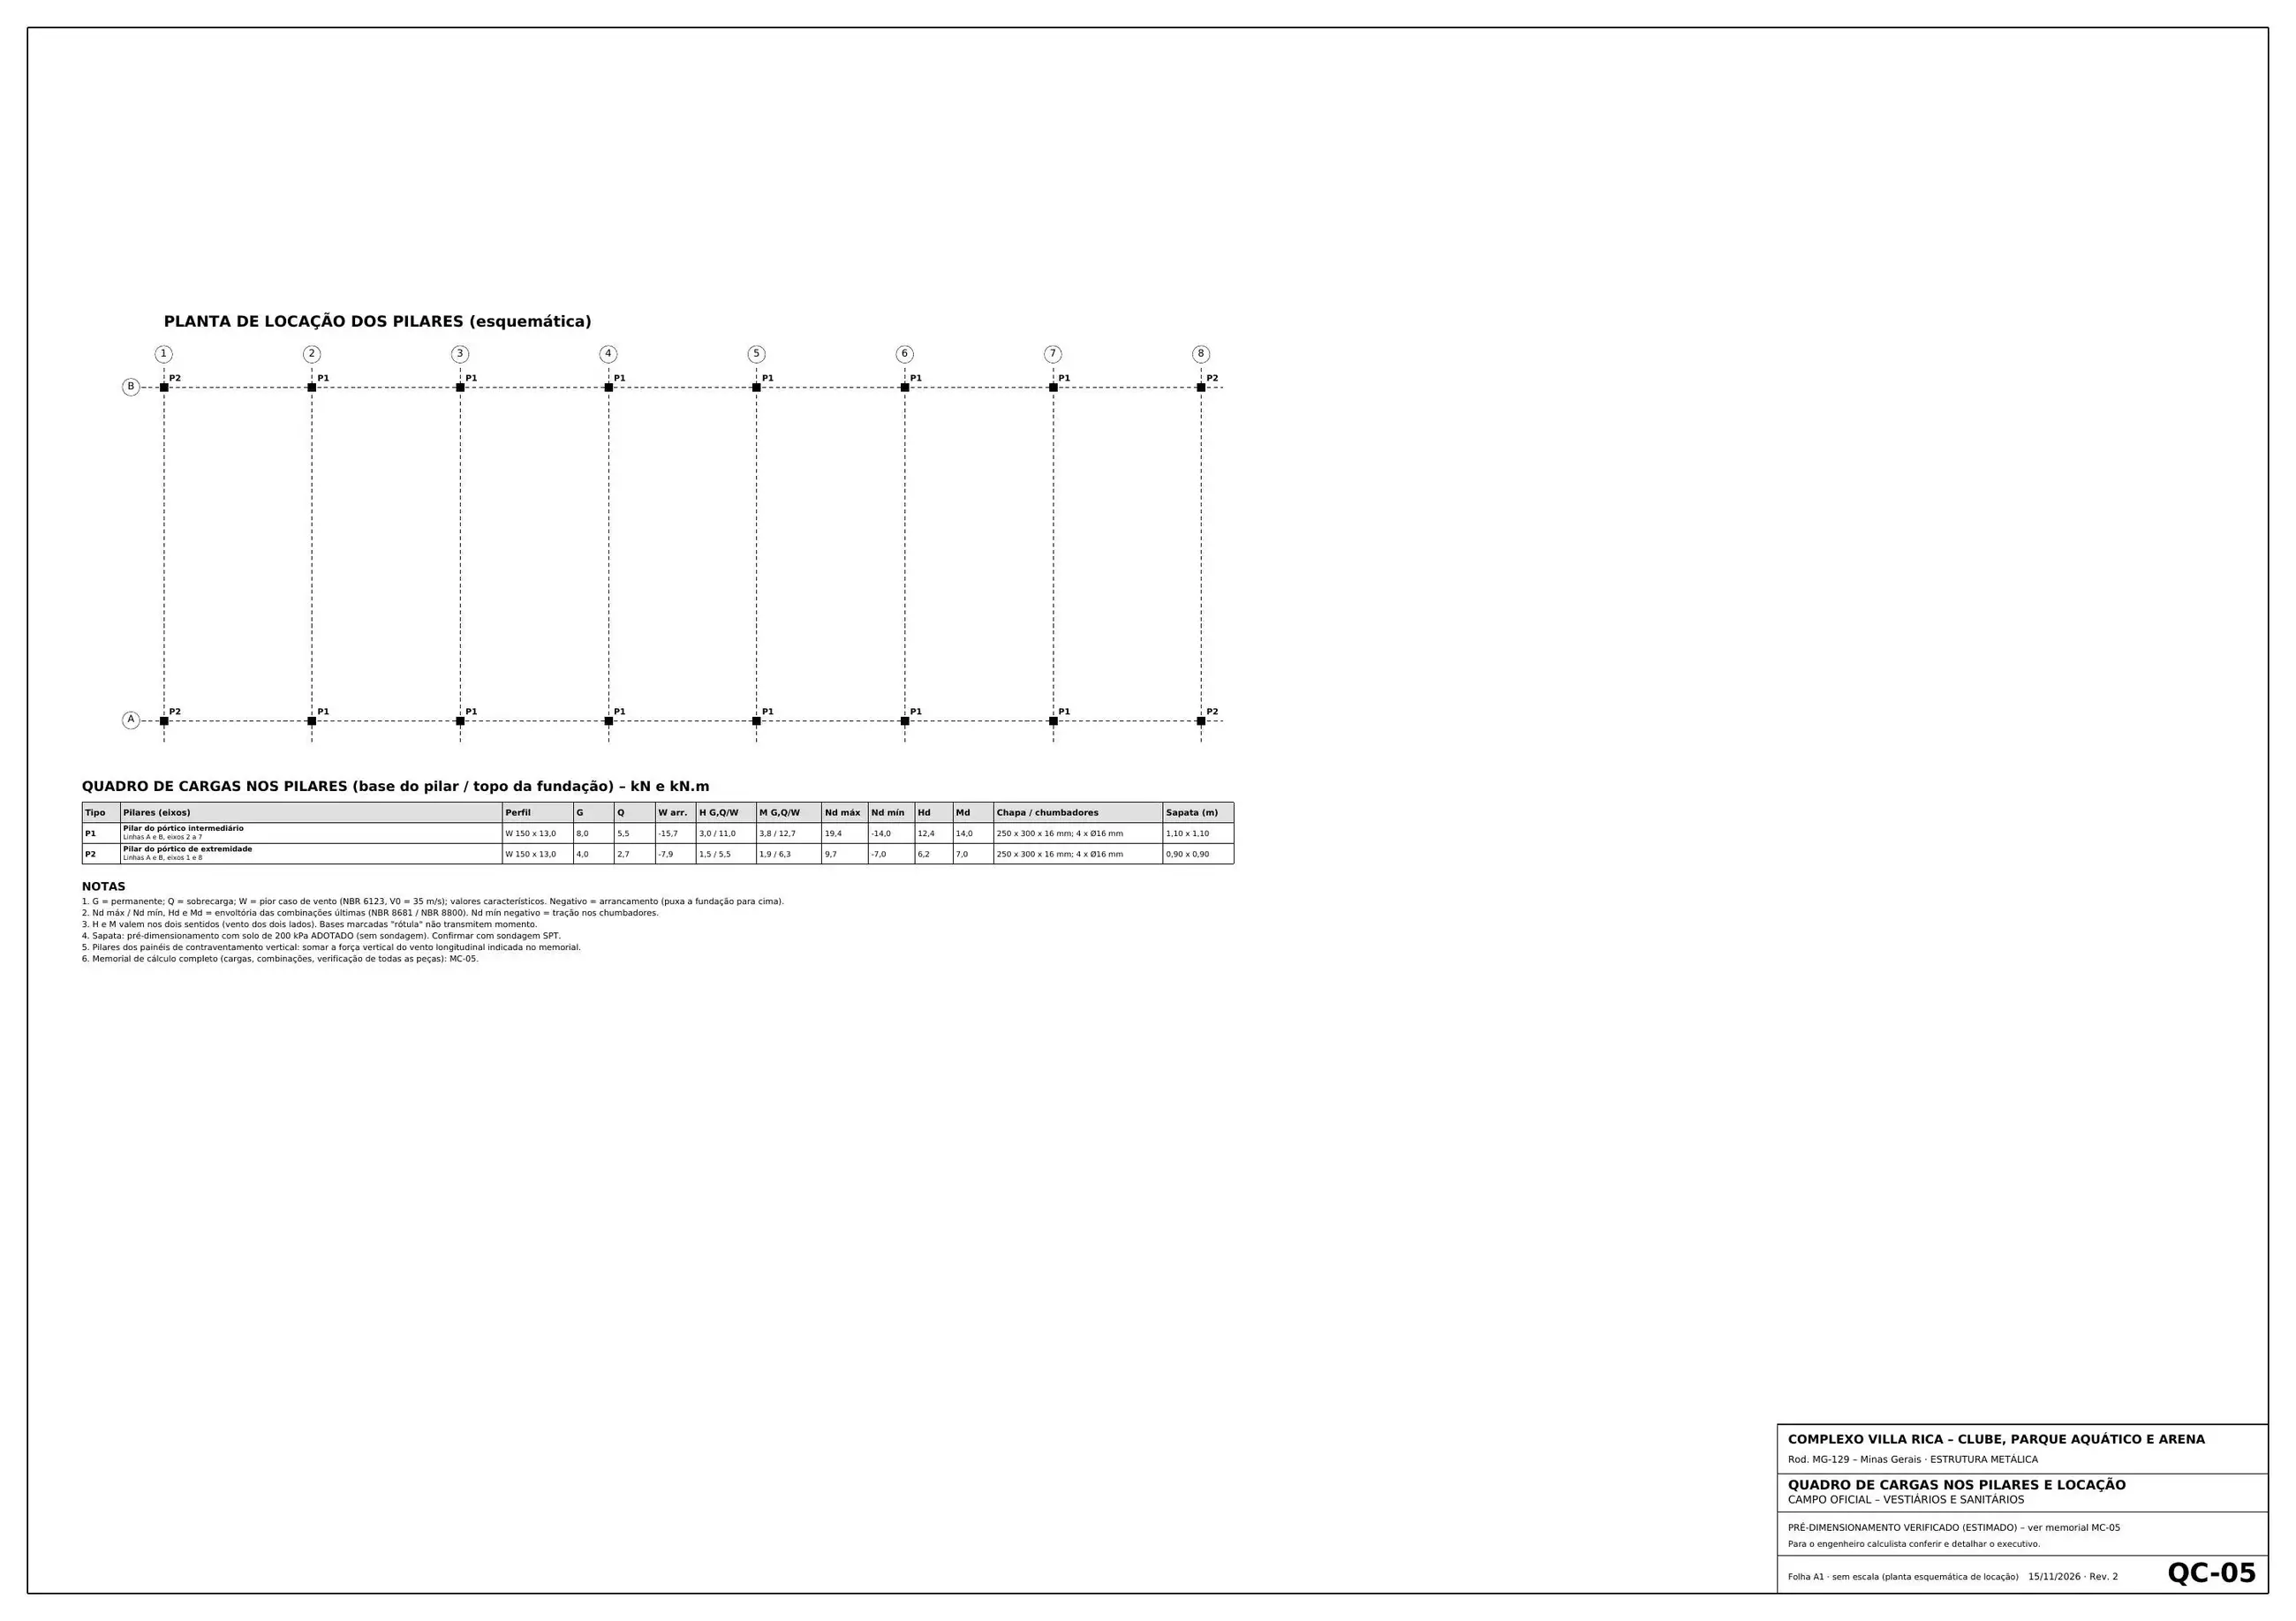 PLANTA DE LOCAÇÃO DOS PILARES (esquemática)
1 2 3 4 5 6 7 8
B P2 P1 P1 P1 P1 P1 P1 P2
A P2 P1 P1 P1 P1 P1 P1 P2
QUADRO DE CARGAS NOS PILARES (base do pilar / topo da fundação) – kN e kN.m
Tipo Pilares (eixos) Perfil G Q W arr. H G,Q/W M G,Q/W Nd máx Nd mín Hd Md Chapa / chumbadores Sapata (m)
P1 Pilar do pórtico intermediário W 150 x 13,0 8,0 5,5 -15,7 3,0 / 11,0 3,8 / 12,7 19,4 -14,0 12,4 14,0 250 x 300 x 16 mm; 4 x Ø16 mm 1,10 x 1,10
Linhas A e B, eixos 2 a 7
P2 Pilar do pórtico de extremidade W 150 x 13,0 4,0 2,7 -7,9 1,5 / 5,5 1,9 / 6,3 9,7 -7,0 6,2 7,0 250 x 300 x 16 mm; 4 x Ø16 mm 0,90 x 0,90
Linhas A e B, eixos 1 e 8
NOTAS
1. G = permanente; Q = sobrecarga; W = pior caso de vento (NBR 6123, V0 = 35 m/s); valores característicos. Negativo = arrancamento (puxa a fundação para cima).
2. Nd máx / Nd mín, Hd e Md = envoltória das combinações últimas (NBR 8681 / NBR 8800). Nd mín negativo = tração nos chumbadores.
3. H e M valem nos dois sentidos (vento dos dois lados). Bases marcadas "rótula" não transmitem momento.
4. Sapata: pré-dimensionamento com solo de 200 kPa ADOTADO (sem sondagem). Confirmar com sondagem SPT.
5. Pilares dos painéis de contraventamento vertical: somar a força vertical do vento longitudinal indicada no memorial.
6. Memorial de cálculo completo (cargas, combinações, verificação de todas as peças): MC-05.
COMPLEXO VILLA RICA – CLUBE, PARQUE AQUÁTICO E ARENA
Rod. MG-129 – Minas Gerais · ESTRUTURA METÁLICA
QUADRO DE CARGAS NOS PILARES E LOCAÇÃO
CAMPO OFICIAL – VESTIÁRIOS E SANITÁRIOS
PRÉ-DIMENSIONAMENTO VERIFICADO (ESTIMADO) – ver memorial MC-05
Para o engenheiro calculista conferir e detalhar o executivo.
Folha A1 · sem escala (planta esquemática de locação) 15/11/2026 · Rev. 2 QC-05